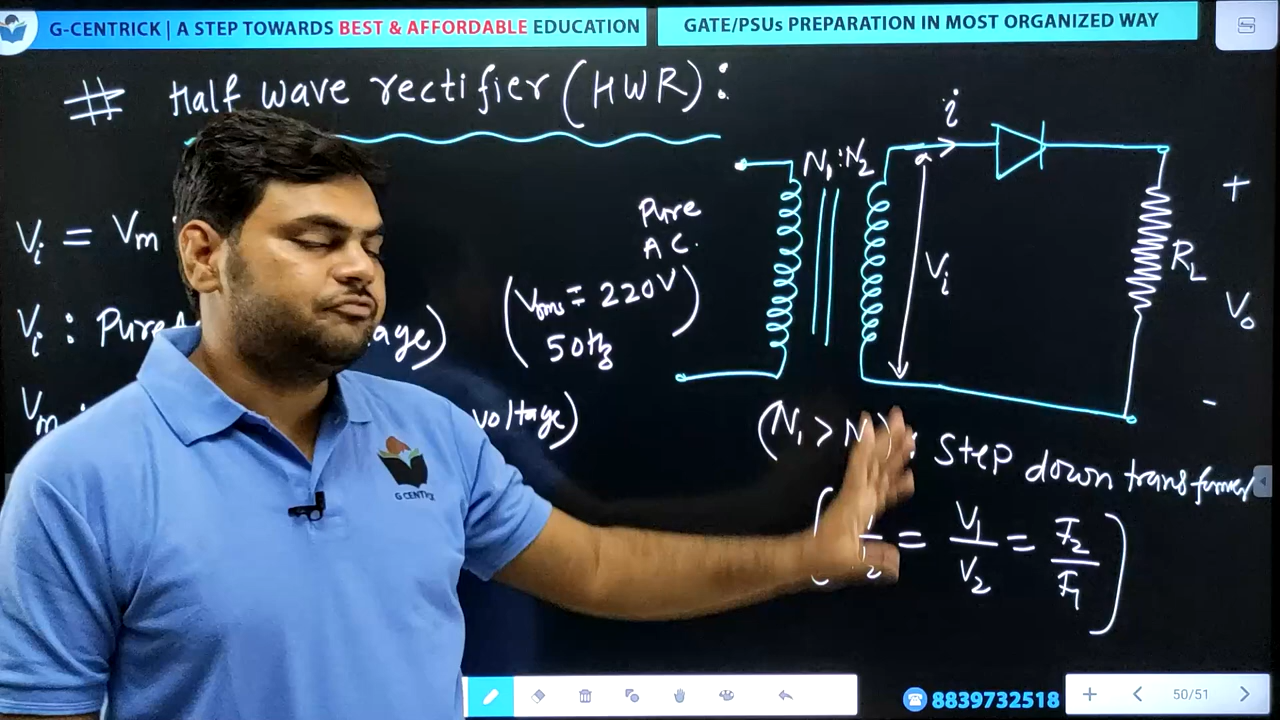 G-CENTRICK | A STEP TOWARDS BEST & AFFORDABLE EDUCATION
GATE/PSUs PREPARATION IN MOST ORGANIZED WAY
# Half wave rectifier (HWR):
i
N1 : N2
a
+
Pure
A C.
Vi = Vm
Vi
RL
(Vrms = 220V)
50Hz
Vo
Vi : Pure
age)
-
Vm
voltage)
(N1 > N ) : Step down transformer
= V1/V2 = I2/I1
G CENTRICK
8839732518
50/51